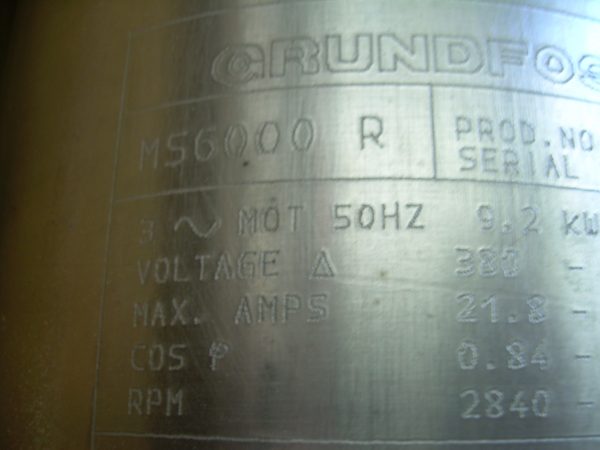 GRUNDFOS
MS6000 R
PROD.NO
SERIAL
3 ~ MOT 50HZ 9.2 KW
VOLTAGE Δ 380 -
MAX. AMPS 21.8 -
COS φ 0.84 -
RPM 2840 -